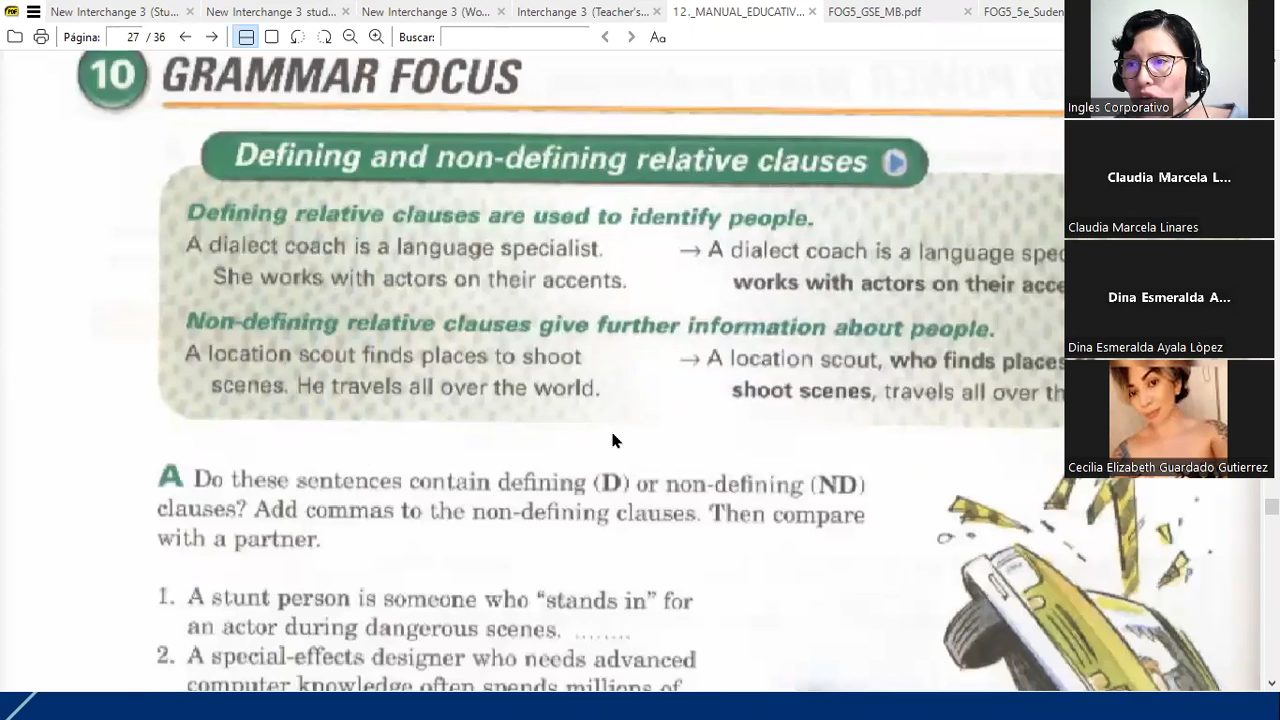 New Interchange 3 (Stu...
New Interchange 3 stud...
New Interchange 3 (Wo...
Interchange 3 (Teacher's...
12._MANUAL_EDUCATIV...
FOG5_GSE_MB.pdf
FOG5_5e_Suden
Página:
27 / 36
Buscar:
Aa
10 GRAMMAR FOCUS
Defining and non-defining relative clauses
Defining relative clauses are used to identify people.
A dialect coach is a language specialist.
She works with actors on their accents.
→ A dialect coach is a language spec
works with actors on their acce
Non-defining relative clauses give further information about people.
A location scout finds places to shoot
scenes. He travels all over the world.
→ A location scout, who finds places
shoot scenes, travels all over th
A Do these sentences contain defining (D) or non-defining (ND)
clauses? Add commas to the non-defining clauses. Then compare
with a partner.
1. A stunt person is someone who “stands in” for
an actor during dangerous scenes. ........
2. A special-effects designer who needs advanced
computer knowledge often spends millions of
Ingles Corporativo
Claudia Marcela L...
Claudia Marcela Linares
Dina Esmeralda A...
Dina Esmeralda Ayala Lòpez
Cecilia Elizabeth Guardado Gutierrez